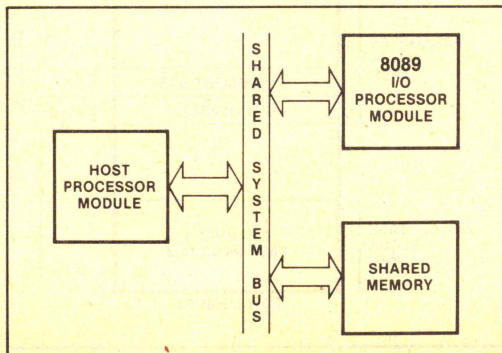 HOST
PROCESSOR
MODULE
SHARED SYSTEM BUS
8089
I/O
PROCESSOR
MODULE
SHARED
MEMORY